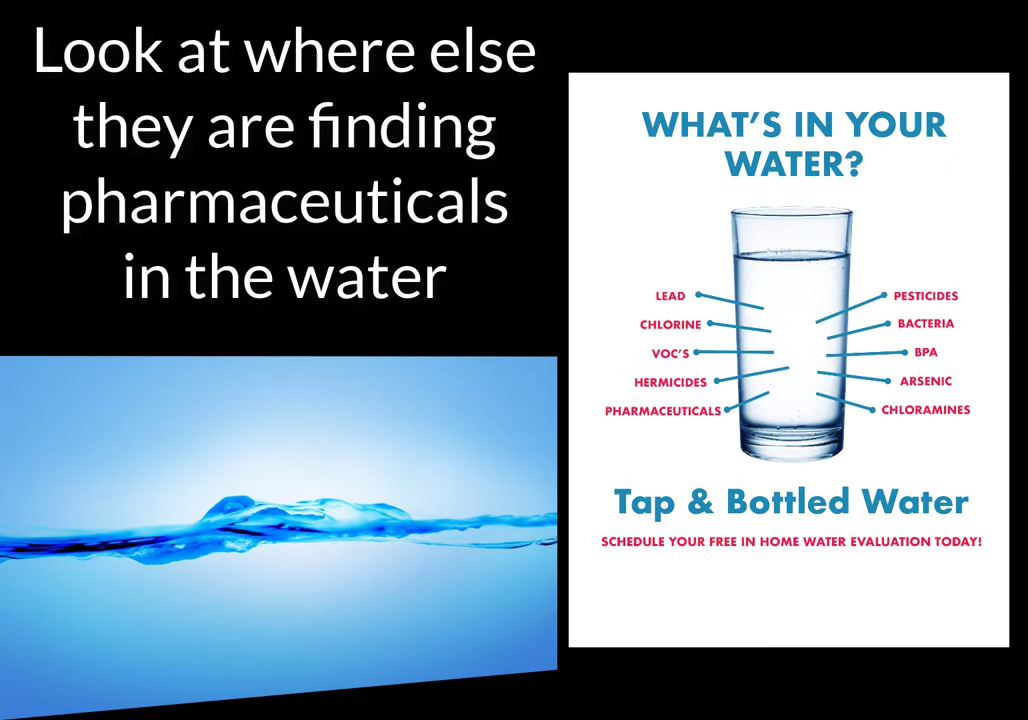 Look at where else
they are finding
pharmaceuticals
in the water
WHAT'S IN YOUR
WATER?
LEAD
CHLORINE
VOC'S
HERMICIDES
PHARMACEUTICALS
PESTICIDES
BACTERIA
BPA
ARSENIC
CHLORAMINES
Tap & Bottled Water
SCHEDULE YOUR FREE IN HOME WATER EVALUATION TODAY!